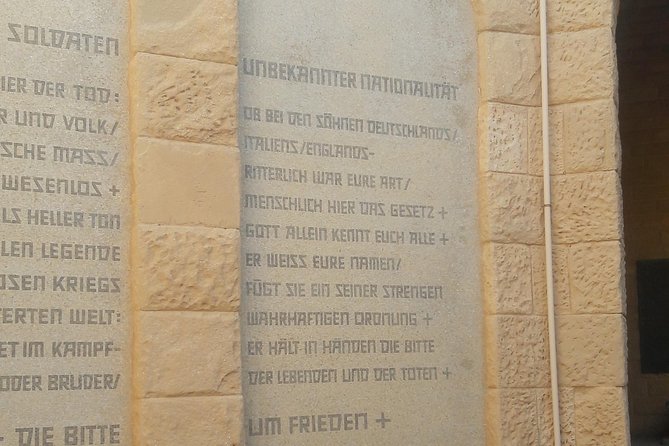 SOLDATEN
IER DER TOD:
R UND VOLK/
SCHE MASS/
WESENLOS +
LS HELLER TON
LEN LEGENDE
OSEN KRIEGS
TERTEN WELT:
ET IM KAMPF-
ODER BRUDER/
- DIE BITTE
UNBEKANNTER NATIONALITÄT
OB BEI DEN SÖHNEN DEUTSCHLANDS/
ITALIENS/ENGLANDS-
RITTERLICH WAR EURE ART/
MENSCHLICH HIER DAS GESETZ +
GOTT ALLEIN KENNT EUCH ALLE +
ER WEISS EURE NAMEN/
FÜGT SIE EIN SEINER STRENGEN
WAHRHAFTIGEN ORDNUNG +
ER HÄLT IN HÄNDEN DIE BITTE
DER LEBENDEN UND DER TOTEN +
UM FRIEDEN +